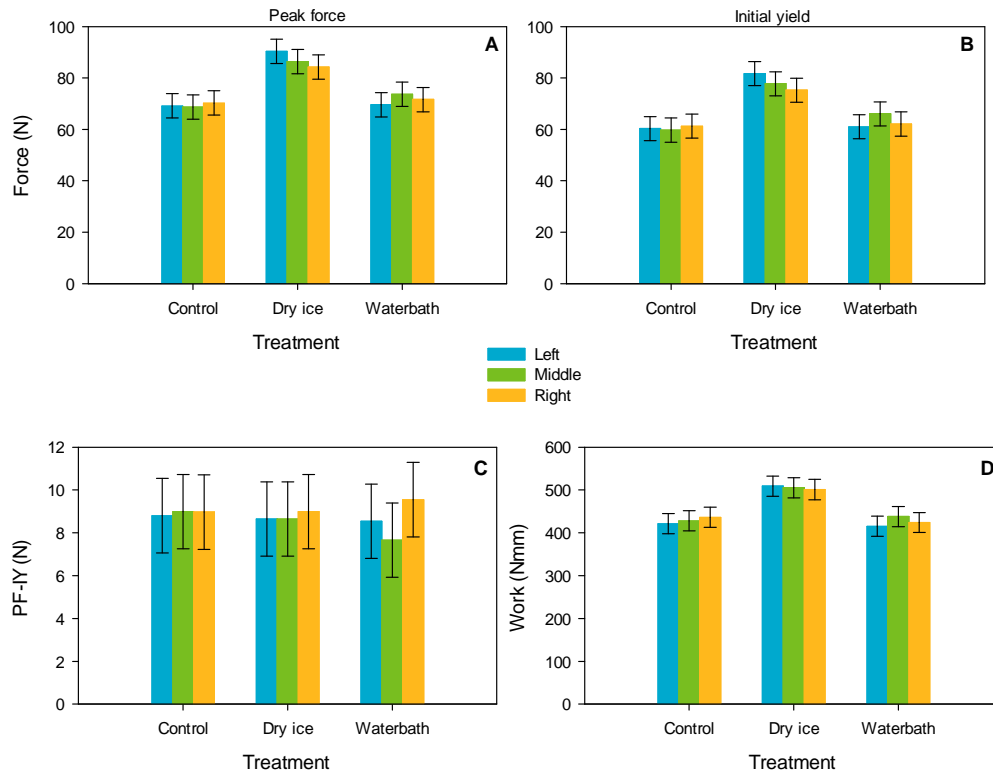 Peak force
A
Force (N)
100
80
60
40
20
0
Control Dry ice Waterbath
Treatment
Initial yield
B
100
80
60
40
20
0
Control Dry ice Waterbath
Treatment
Left
Middle
Right
C
PF-IY (N)
12
10
8
6
4
2
0
Control Dry ice Waterbath
Treatment
D
Work (Nmm)
600
500
400
300
200
100
0
Control Dry ice Waterbath
Treatment